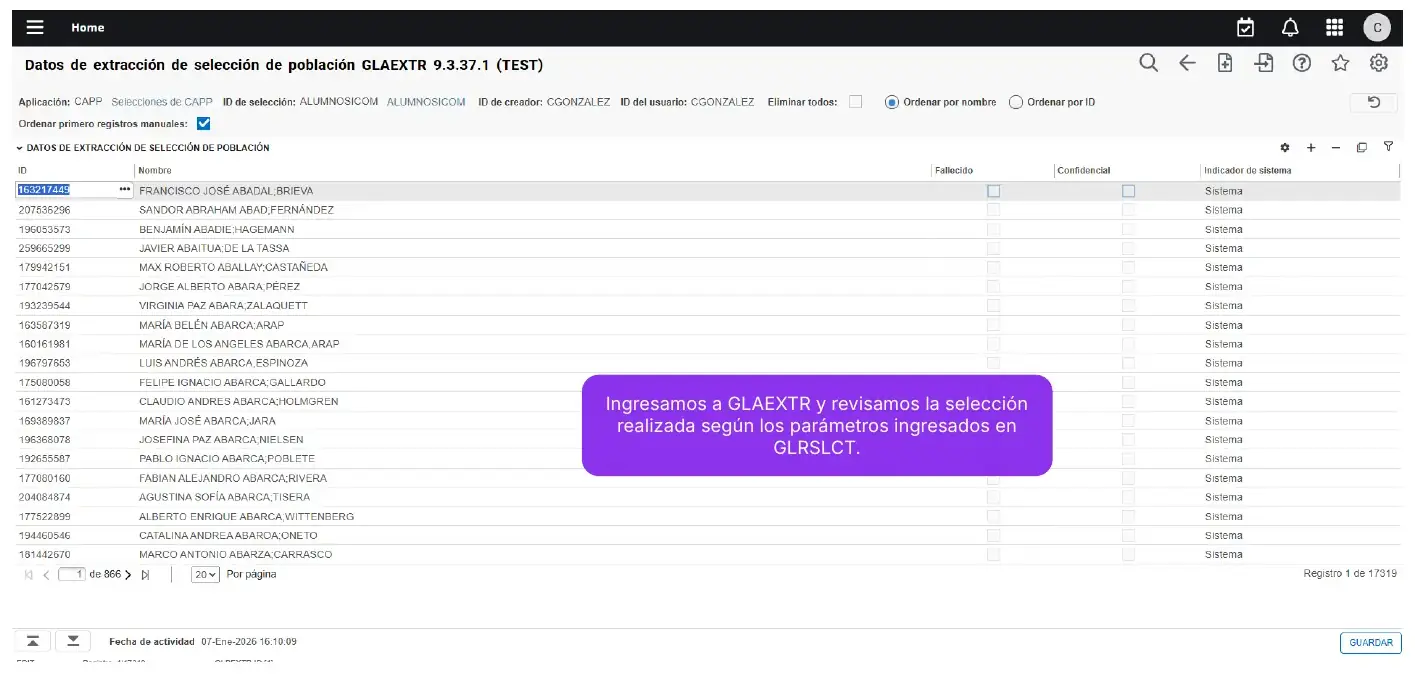 Home
C
Datos de extracción de selección de población GLAEXTR 9.3.37.1 (TEST)
Aplicación: CAPP Selecciones de CAPP ID de selección: ALUMNOSICOM ALUMNOSICOM ID de creador: CGONZALEZ ID del usuario: CGONZALEZ Eliminar todos: Ordenar por nombre Ordenar por ID
Ordenar primero registros manuales:
DATOS DE EXTRACCIÓN DE SELECCIÓN DE POBLACIÓN
ID Nombre Fallecido Confidencial Indicador de sistema
163217449 ••• FRANCISCO JOSÉ ABADAL;BRIEVA Sistema
207536296 SANDOR ABRAHAM ABAD;FERNÁNDEZ Sistema
196053573 BENJAMÍN ABADIE;HAGEMANN Sistema
259665299 JAVIER ABAITUA;DE LA TASSA Sistema
179942151 MAX ROBERTO ABALLAY;CASTAÑEDA Sistema
177042579 JORGE ALBERTO ABARA;PÉREZ Sistema
193239544 VIRGINIA PAZ ABARA;ZALAQUETT Sistema
163587319 MARÍA BELÉN ABARCA;ARAP Sistema
160161981 MARÍA DE LOS ANGELES ABARCA,ARAP Sistema
196797653 LUIS ANDRÉS ABARCA,ESPINOZA Sistema
175080058 FELIPE IGNACIO ABARCA;GALLARDO Sistema
161273473 CLAUDIO ANDRES ABARCA;HOLMGREN Sistema
169389837 MARÍA JOSÉ ABARCA;JARA Sistema
196368078 JOSEFINA PAZ ABARCA;NIELSEN Sistema
192655587 PABLO IGNACIO ABARCA;POBLETE Sistema
177080160 FABIAN ALEJANDRO ABARCA;RIVERA Sistema
204084874 AGUSTINA SOFÍA ABARCA;TISERA Sistema
177522899 ALBERTO ENRIQUE ABARCA;WITTENBERG Sistema
194460546 CATALINA ANDREA ABAROA;ONETO Sistema
181442670 MARCO ANTONIO ABARZA;CARRASCO Sistema
Ingresamos a GLAEXTR y revisamos la selección
realizada según los parámetros ingresados en
GLRSLCT.
1 de 866 20 Por página Registro 1 de 17319
Fecha de actividad 07-Ene-2026 16:10:09 GUARDAR